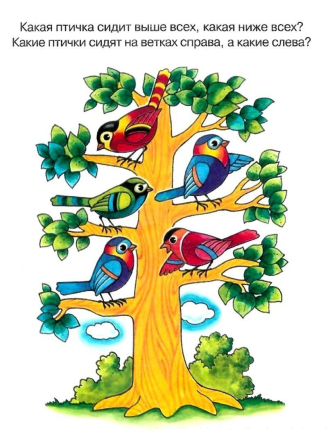 Какая птичка сидит выше всех, какая ниже всех?
Какие птички сидят на ветках справа, а какие слева?